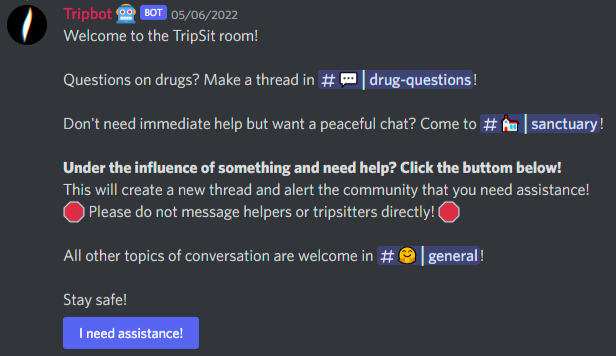 Tripbot BOT 05/06/2022
Welcome to the TripSit room!
Questions on drugs? Make a thread in # 💬┃drug-questions!
Don't need immediate help but want a peaceful chat? Come to # 💒┃sanctuary!
Under the influence of something and need help? Click the buttom below!
This will create a new thread and alert the community that you need assistance!
🛑 Please do not message helpers or tripsitters directly! 🛑
All other topics of conversation are welcome in # 🤗┃general!
Stay safe!
I need assistance!